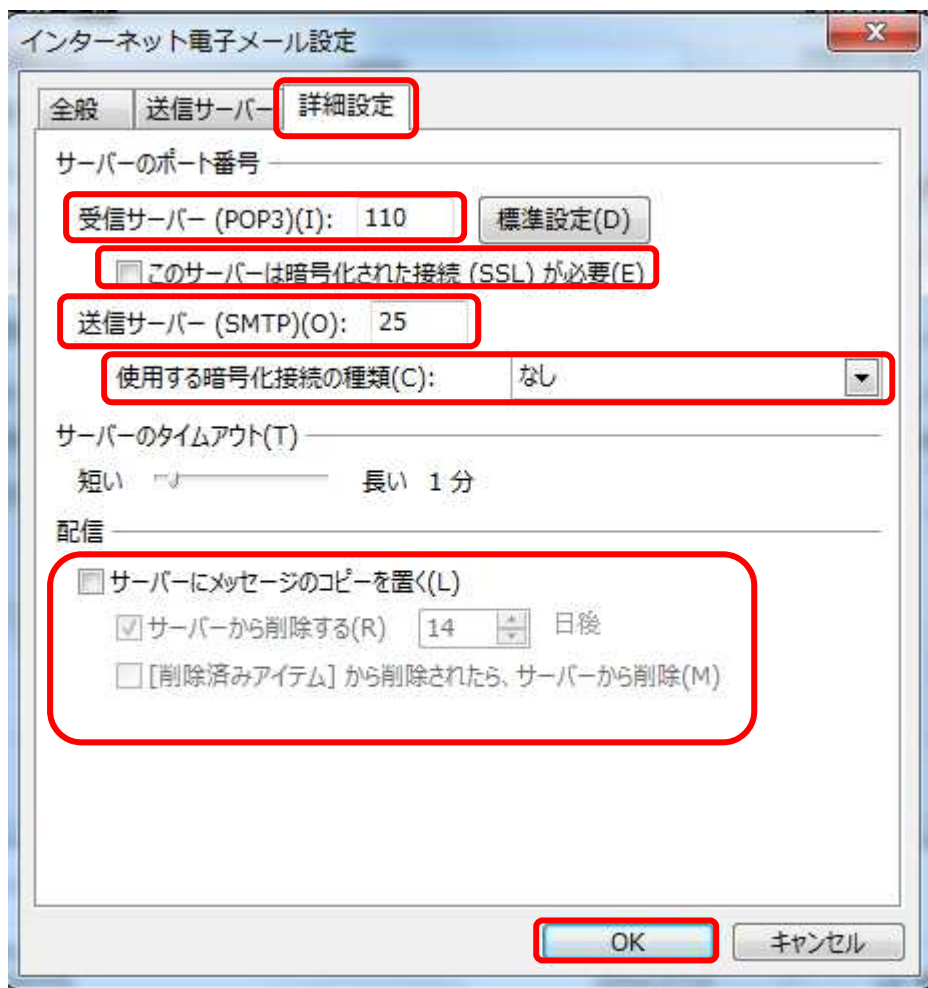 インターネット電子メール設定
全般 送信サーバー 詳細設定
サーバーのポート番号
受信サーバー (POP3)(I): 110 標準設定(D)
このサーバーは暗号化された接続 (SSL) が必要(E)
送信サーバー (SMTP)(O): 25
使用する暗号化接続の種類(C): なし
サーバーのタイムアウト(T)
短い 長い 1 分
配信
サーバーにメッセージのコピーを置く(L)
サーバーから削除する(R) 14 日後
[削除済みアイテム] から削除されたら、サーバーから削除(M)
OK キャンセル